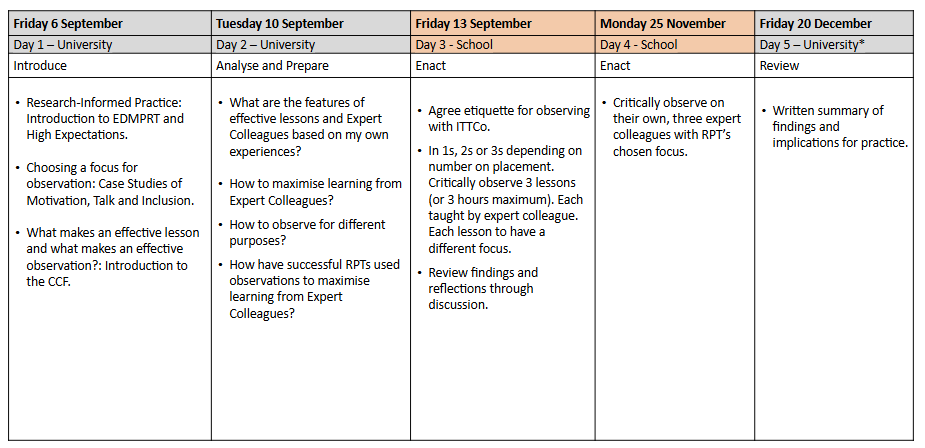 Friday 6 September
Day 1 – University
Introduce
• Research-Informed Practice:
Introduction to EDMPRT and
High Expectations.
• Choosing a focus for
observation: Case Studies of
Motivation, Talk and Inclusion.
• What makes an effective lesson
and what makes an effective
observation?: Introduction to
the CCF.
Tuesday 10 September
Day 2 – University
Analyse and Prepare
• What are the features of
effective lessons and Expert
Colleagues based on my own
experiences?
• How to maximise learning from
Expert Colleagues?
• How to observe for different
purposes?
• How have successful RPTs used
observations to maximise
learning from Expert
Colleagues?
Friday 13 September
Day 3 - School
Enact
• Agree etiquette for observing
with ITTCo.
• In 1s, 2s or 3s depending on
number on placement.
Critically observe 3 lessons
(or 3 hours maximum). Each
taught by expert colleague.
Each lesson to have a
different focus.
• Review findings and
reflections through
discussion.
Monday 25 November
Day 4 - School
Enact
• Critically observe on
their own, three expert
colleagues with RPT's
chosen focus.
Friday 20 December
Day 5 – University*
Review
• Written summary of
findings and
implications for practice.